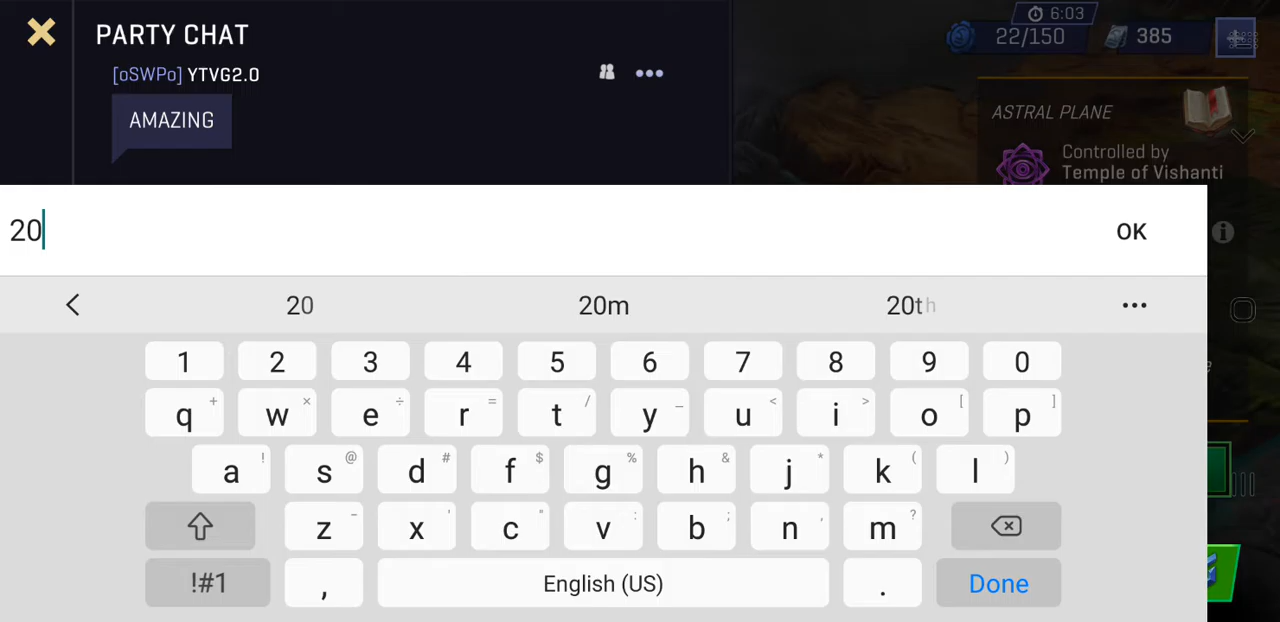 PARTY CHAT
[oSWPo] YTVG2.0
AMAZING
6:03
22/150
385
ASTRAL PLANE
Controlled by
Temple of Vishanti
20
OK
20
20m
20th
1 2 3 4 5 6 7 8 9 0
q + w × e ÷ r = t / y _ u < i > o [ p ]
a ! s @ d # f $ g % h & j * k ( l )
z - x ' c " v : b ; n , m ?
!#1 , English (US) . Done